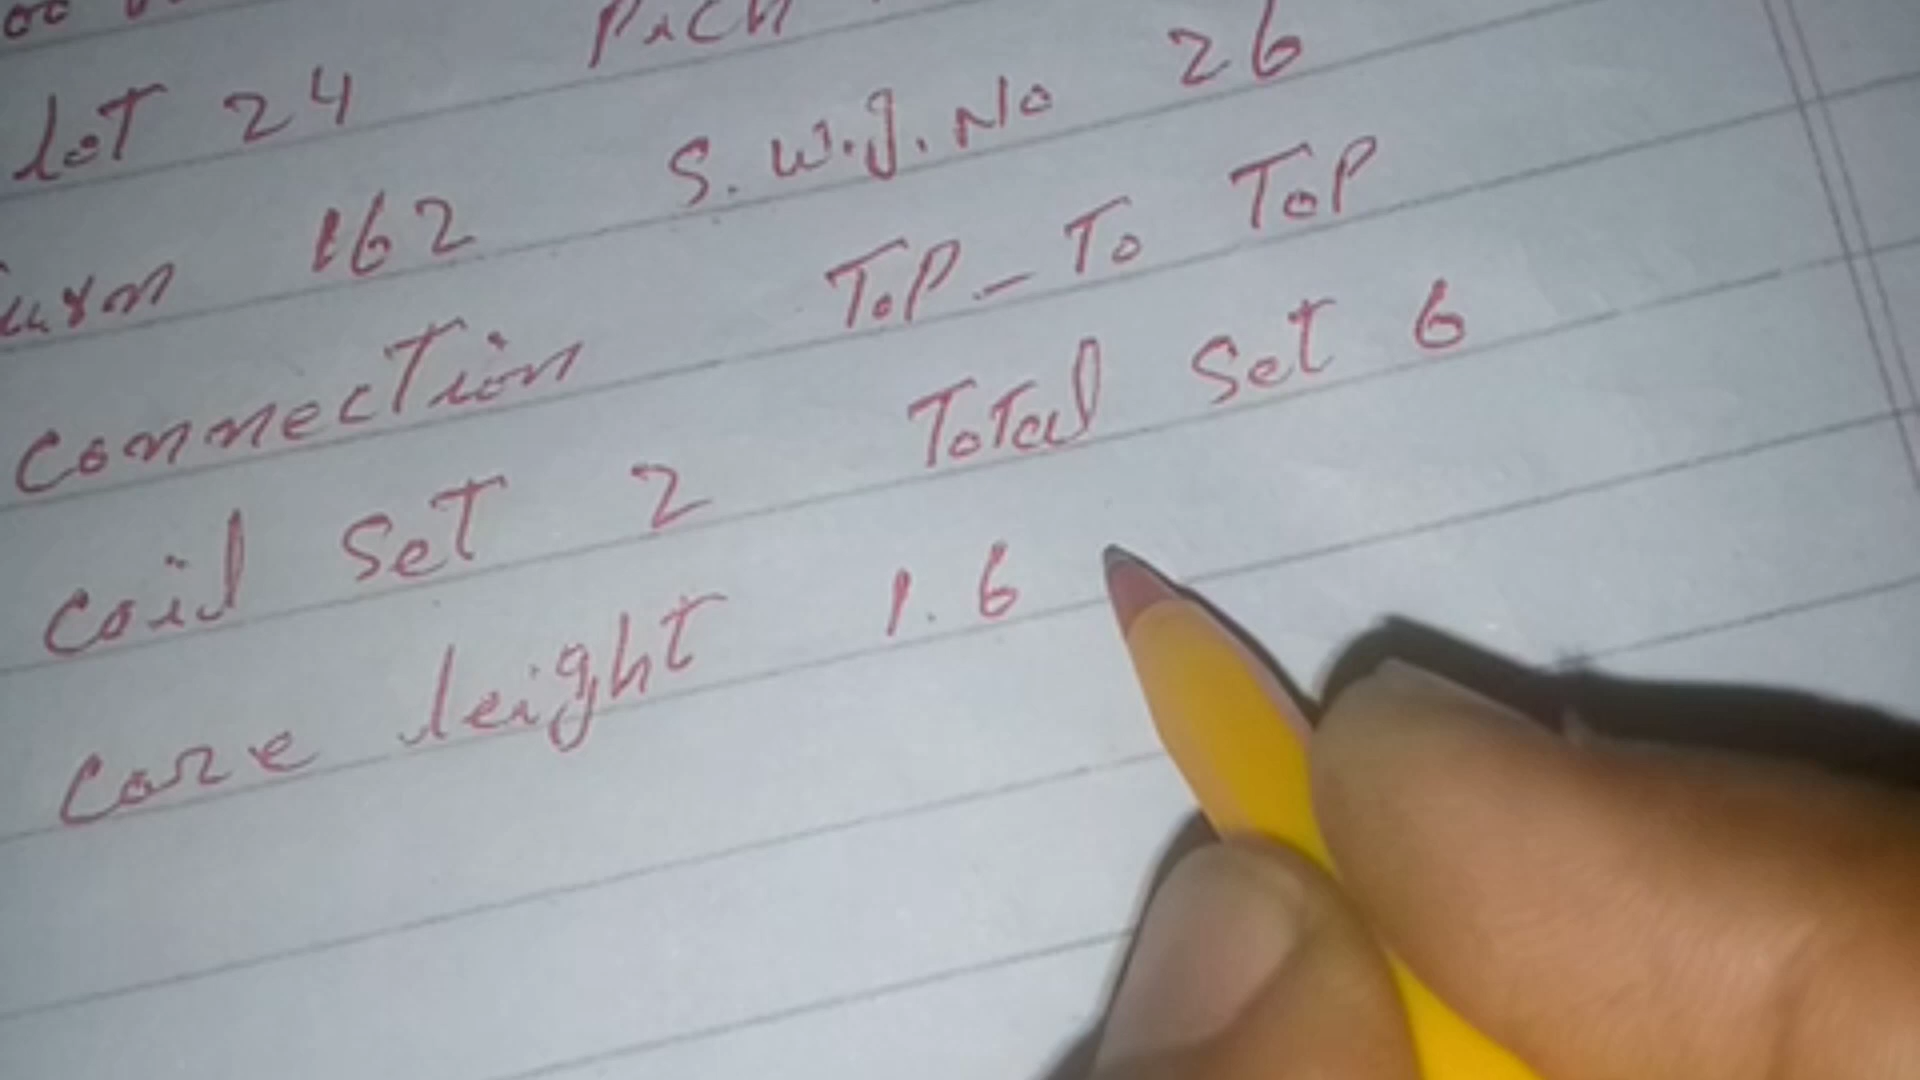 lot 24 PiCH
162 S.W.g. No 26
connection ToP - To ToP
Coil Set 2 Total Set 6
Core leight 1.6